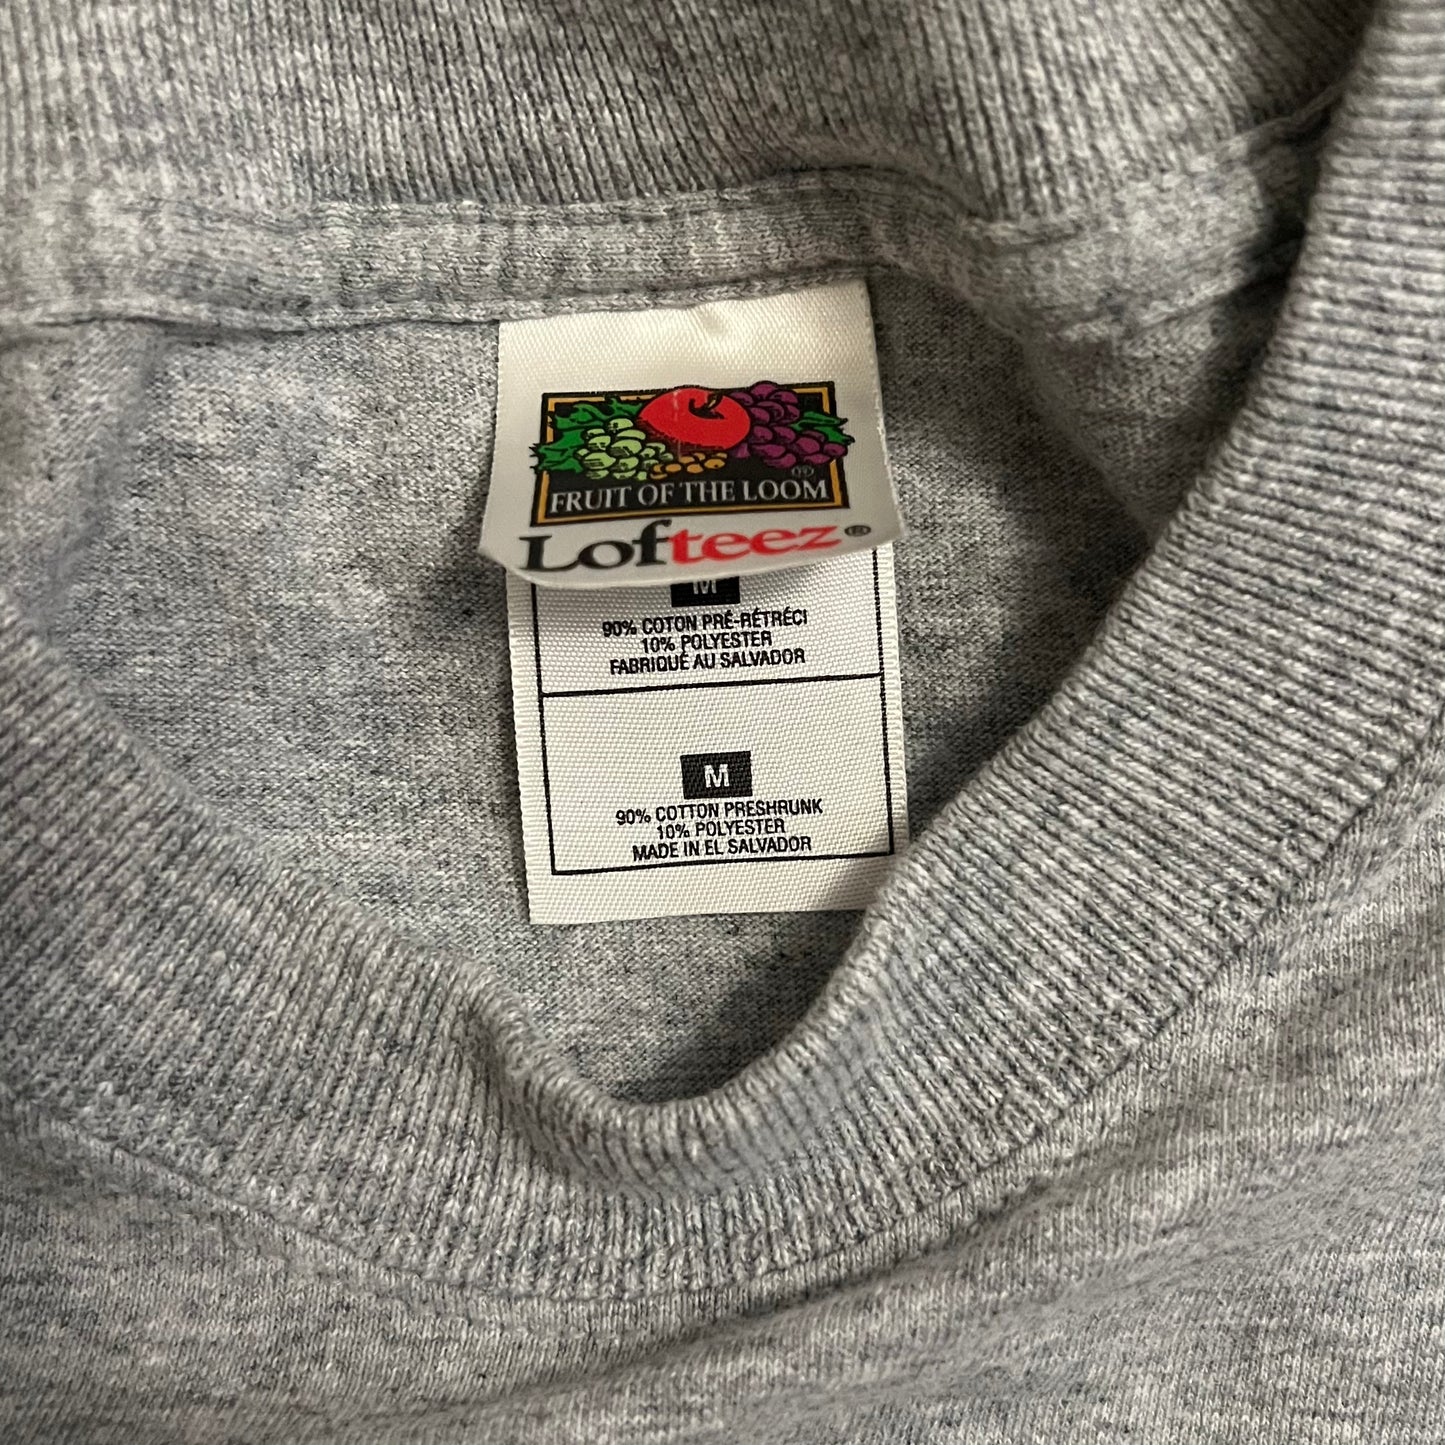 FRUIT OF THE LOOM
Lofteez®
M
90% COTON PRÉ-RÉTRÉCI
10% POLYESTER
FABRIQUÉ AU SALVADOR
M
90% COTTON PRESHRUNK
10% POLYESTER
MADE IN EL SALVADOR